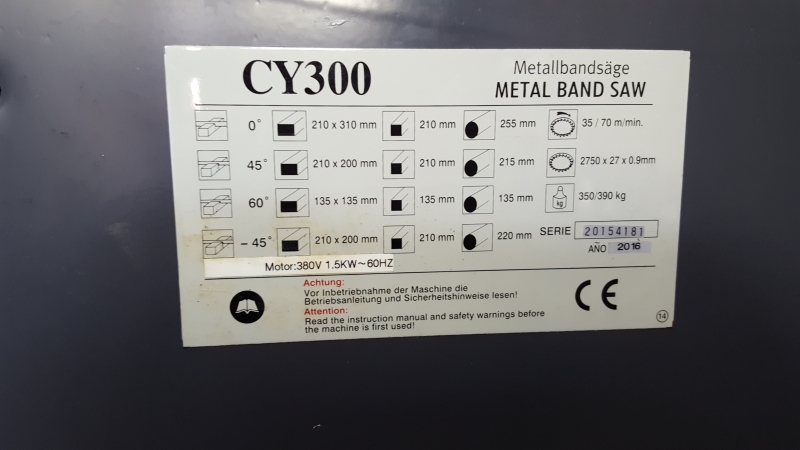 CY300
Metallbandsäge
METAL BAND SAW
0° 210 x 310 mm 210 mm 255 mm 35 / 70 m/min.
45° 210 x 200 mm 210 mm 215 mm 2750 x 27 x 0.9mm
60° 135 x 135 mm 135 mm 135 mm kg 350/390 kg
- 45° 210 x 200 mm 210 mm 220 mm SERIE 20154181
AÑO 2016
Motor:380V 1.5KW~60HZ
Achtung:
Vor Inbetriebnahme der Maschine die
Betriebsanleitung und Sicherheitshinweise lesen!
Attention:
Read the instruction manual and safety warnings before
the machine is first used!
CE
14